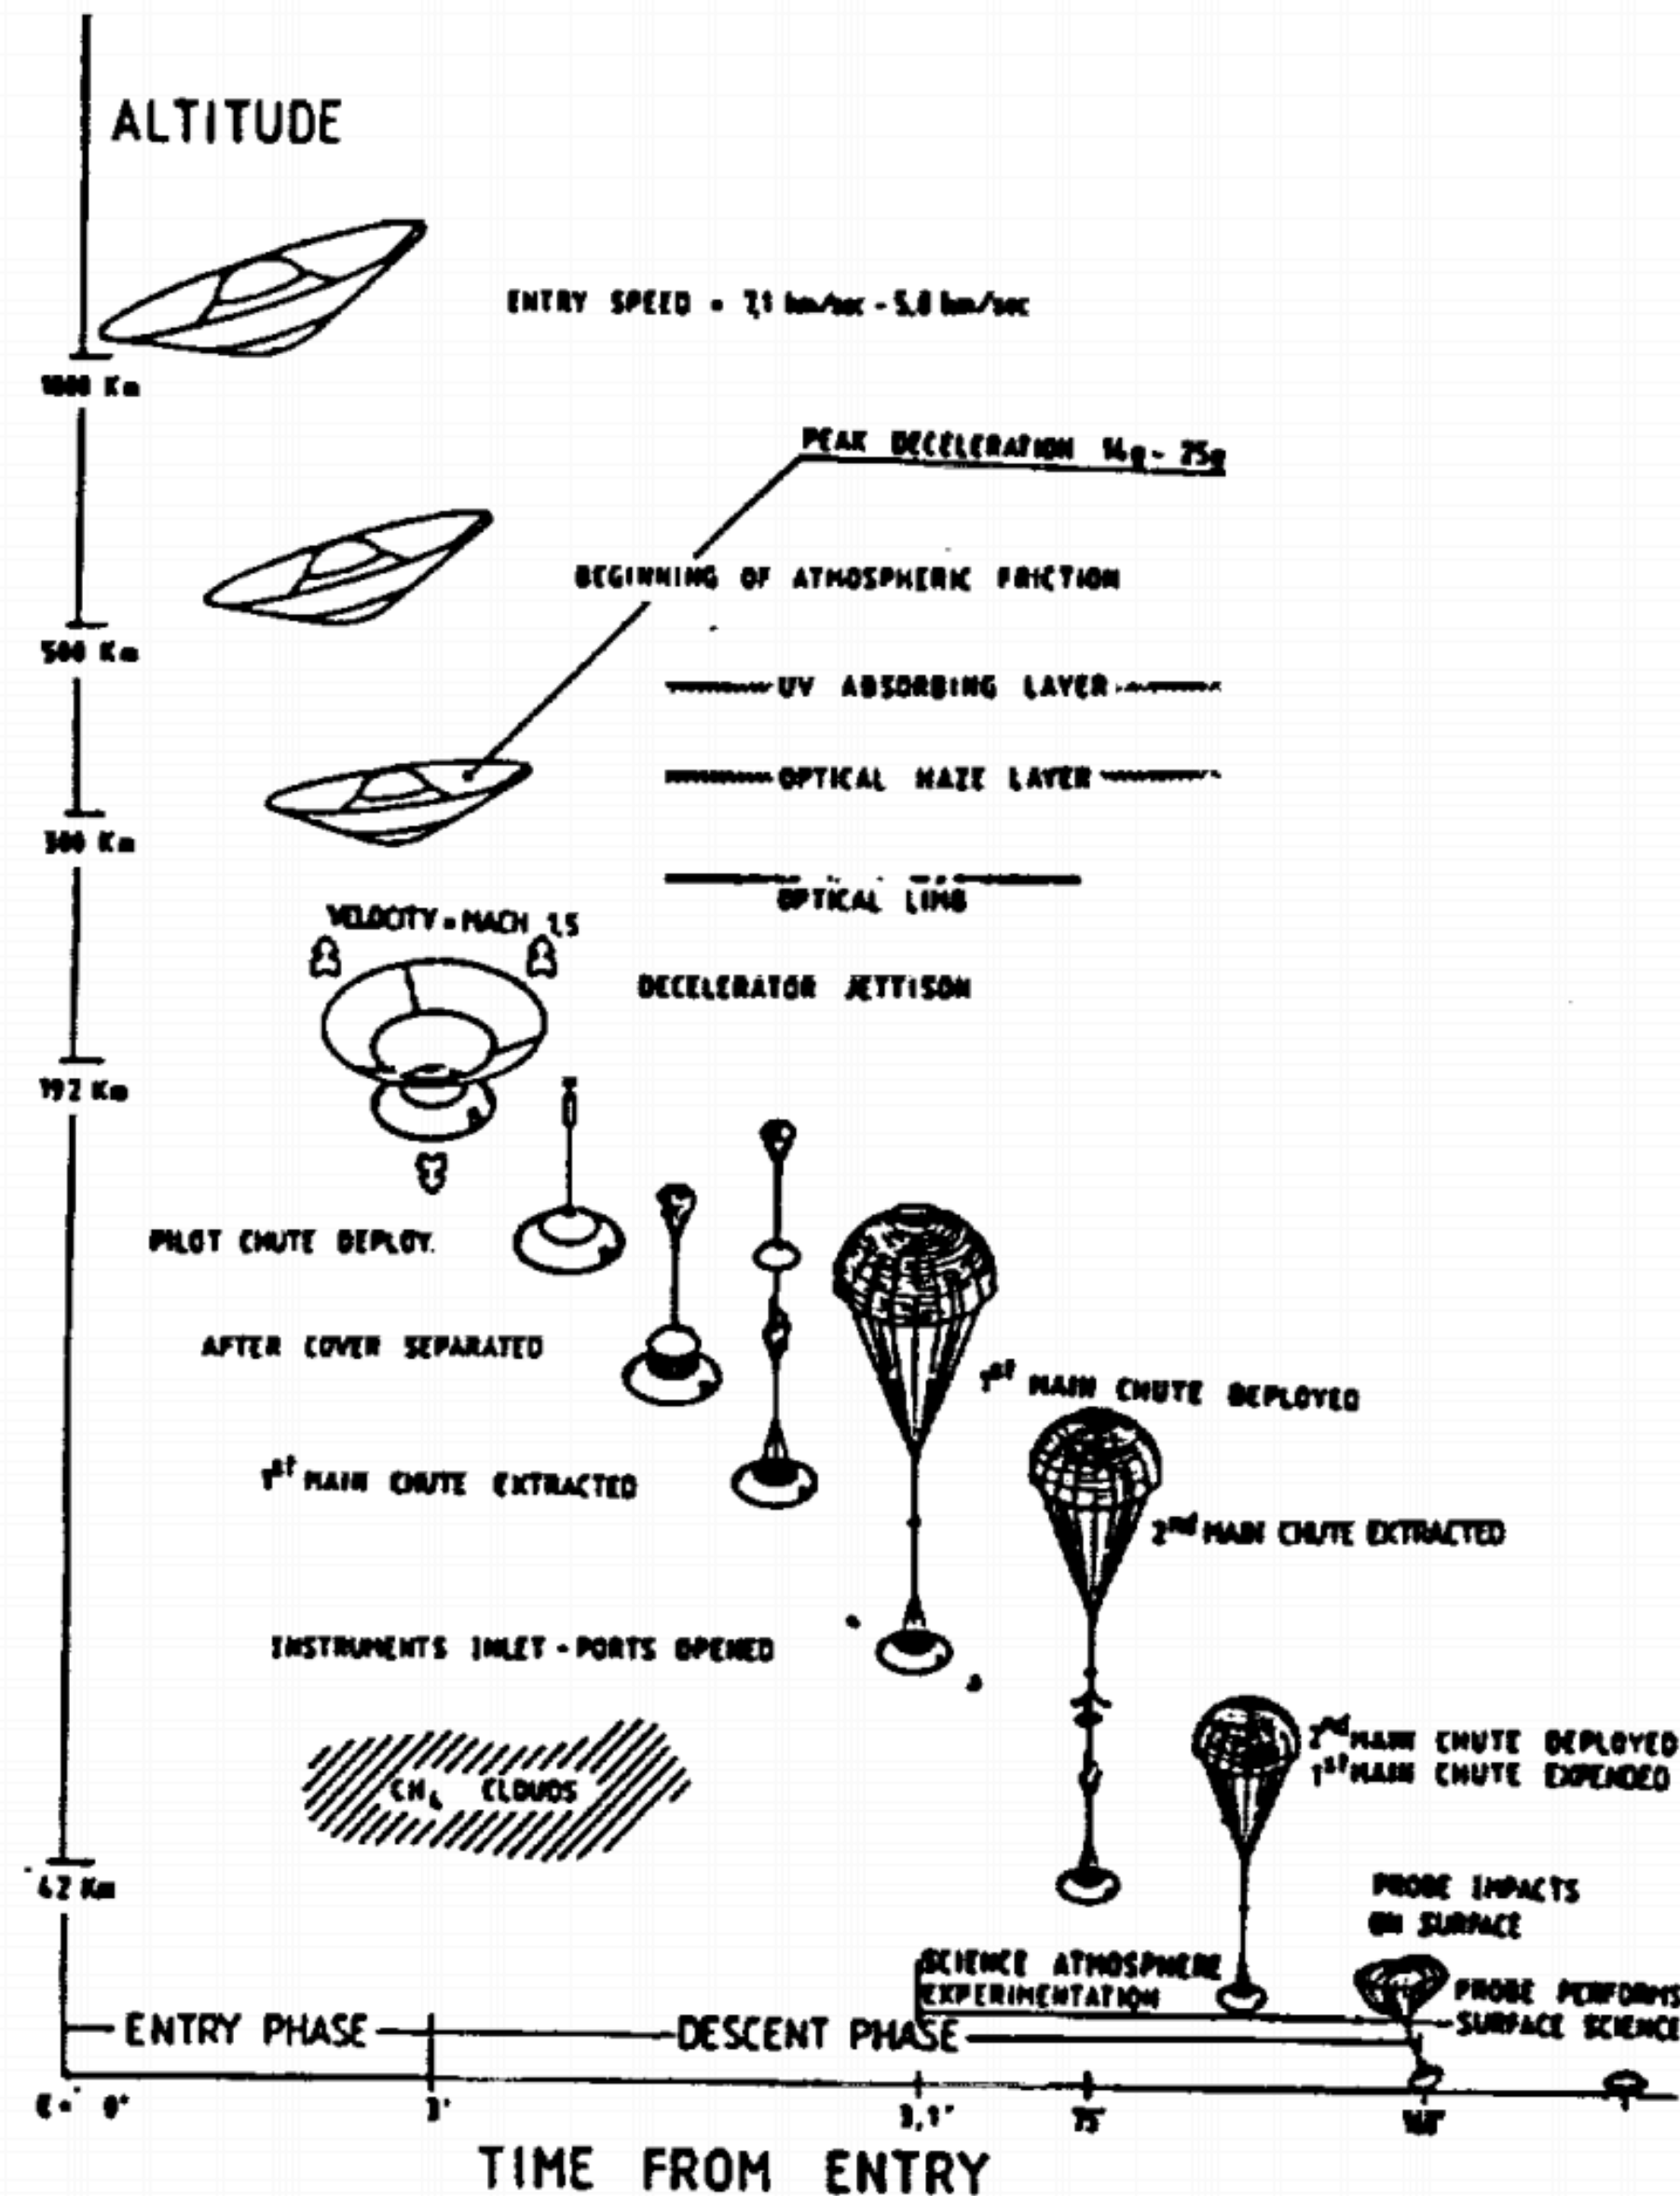 ALTITUDE
ENTRY SPEED = 7,1 km/sec - 5.8 km/sec
1000 Km
PEAK DECELERATION 14g - 25g
BEGINNING OF ATMOSPHERIC FRICTION
500 Km
UV ABSORBING LAYER
OPTICAL HAZE LAYER
300 Km
OPTICAL LIMB
VELOCITY = MACH 1,5
DECELERATOR JETTISON
192 Km
PILOT CHUTE DEPLOY.
AFTER COVER SEPARATED
1st MAIN CHUTE DEPLOYED
1st MAIN CHUTE EXTRACTED
2nd MAIN CHUTE EXTRACTED
INSTRUMENTS INLET - PORTS OPENED
2nd MAIN CHUTE DEPLOYED
1st MAIN CHUTE EXPENDED
CH4 CLOUDS
42 Km
PROBE IMPACTS
ON SURFACE
SCIENCE ATMOSPHERE
EXPERIMENTATION
PROBE PERFORMS
SURFACE SCIENCE
ENTRY PHASE
DESCENT PHASE
0'
3'
3,1'
75'
TIME FROM ENTRY